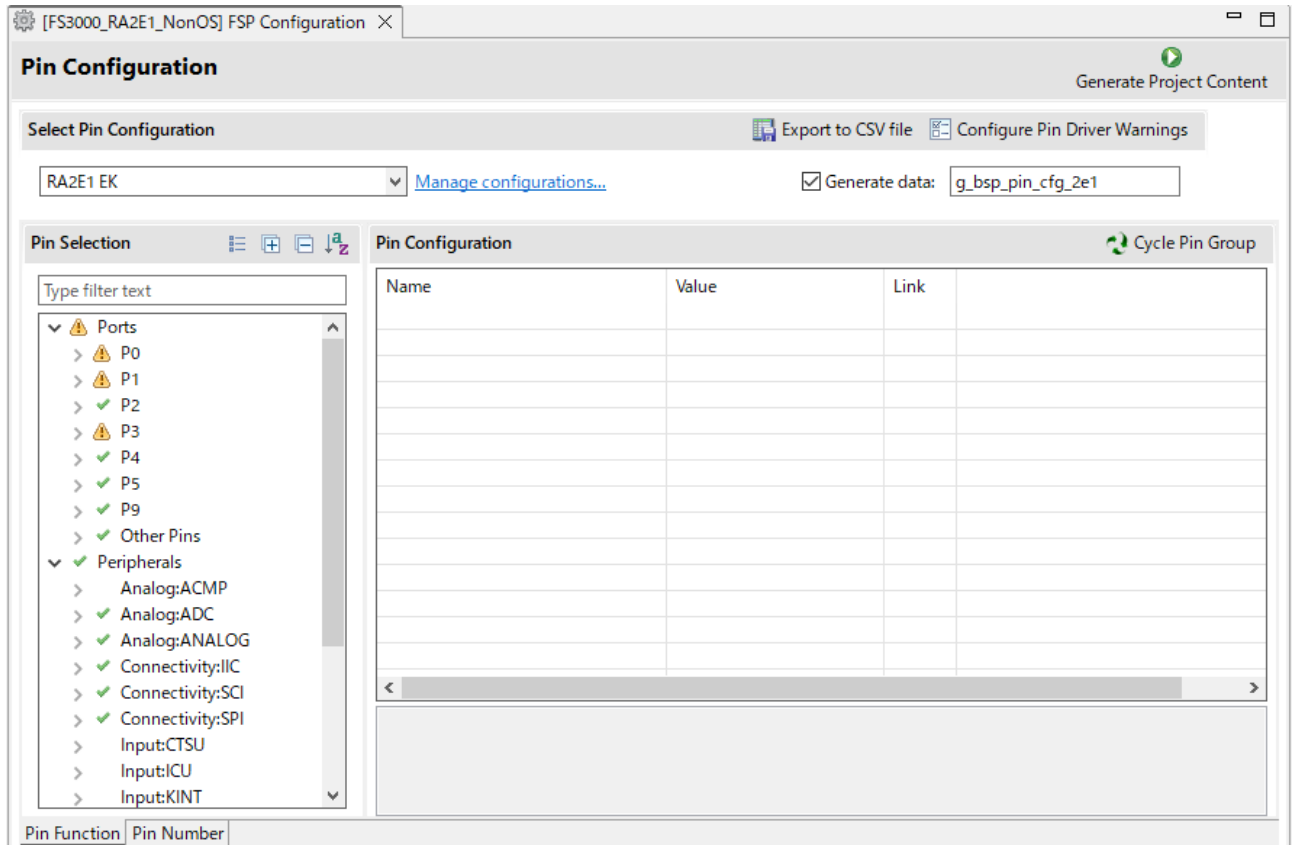 [FS3000_RA2E1_NonOS] FSP Configuration
Pin Configuration
Generate Project Content
Select Pin Configuration
Export to CSV file
Configure Pin Driver Warnings
RA2E1 EK
Manage configurations...
Generate data:
g_bsp_pin_cfg_2e1
Pin Selection
Pin Configuration
Cycle Pin Group
Type filter text
Name Value Link
Ports
P0
P1
P2
P3
P4
P5
P9
Other Pins
Peripherals
Analog:ACMP
Analog:ADC
Analog:ANALOG
Connectivity:IIC
Connectivity:SCI
Connectivity:SPI
Input:CTSU
Input:ICU
Input:KINT
Pin Function Pin Number